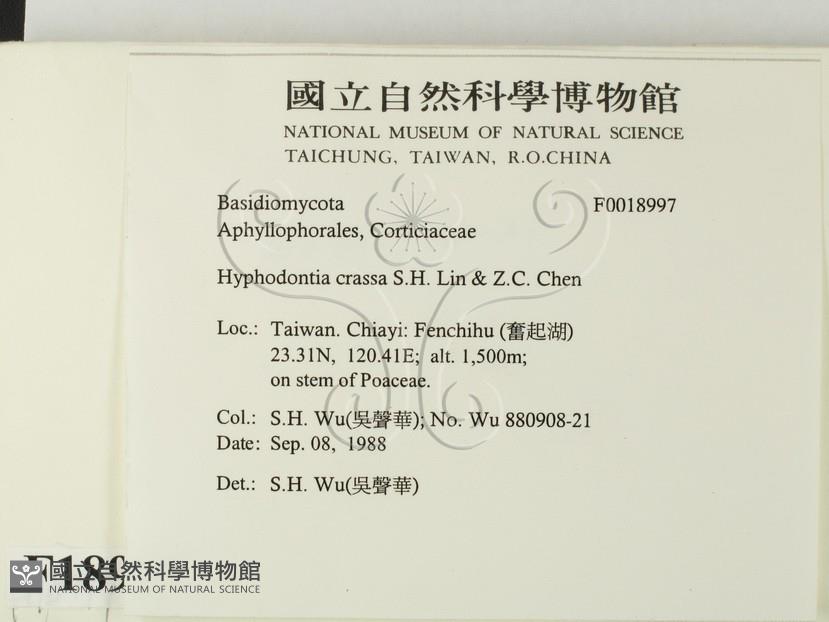 國立自然科學博物館
NATIONAL MUSEUM OF NATURAL SCIENCE
TAICHUNG, TAIWAN, R.O.CHINA
Basidiomycota F0018997
Aphyllophorales, Corticiaceae
Hyphodontia crassa S.H. Lin & Z.C. Chen
Loc.: Taiwan. Chiayi: Fenchihu (奮起湖)
23.31N, 120.41E; alt. 1,500m;
on stem of Poaceae.
Col.: S.H. Wu(吳聲華); No. Wu 880908-21
Date: Sep. 08, 1988
Det.: S.H. Wu(吳聲華)
F189
國立自然科學博物館
NATIONAL MUSEUM OF NATURAL SCIENCE